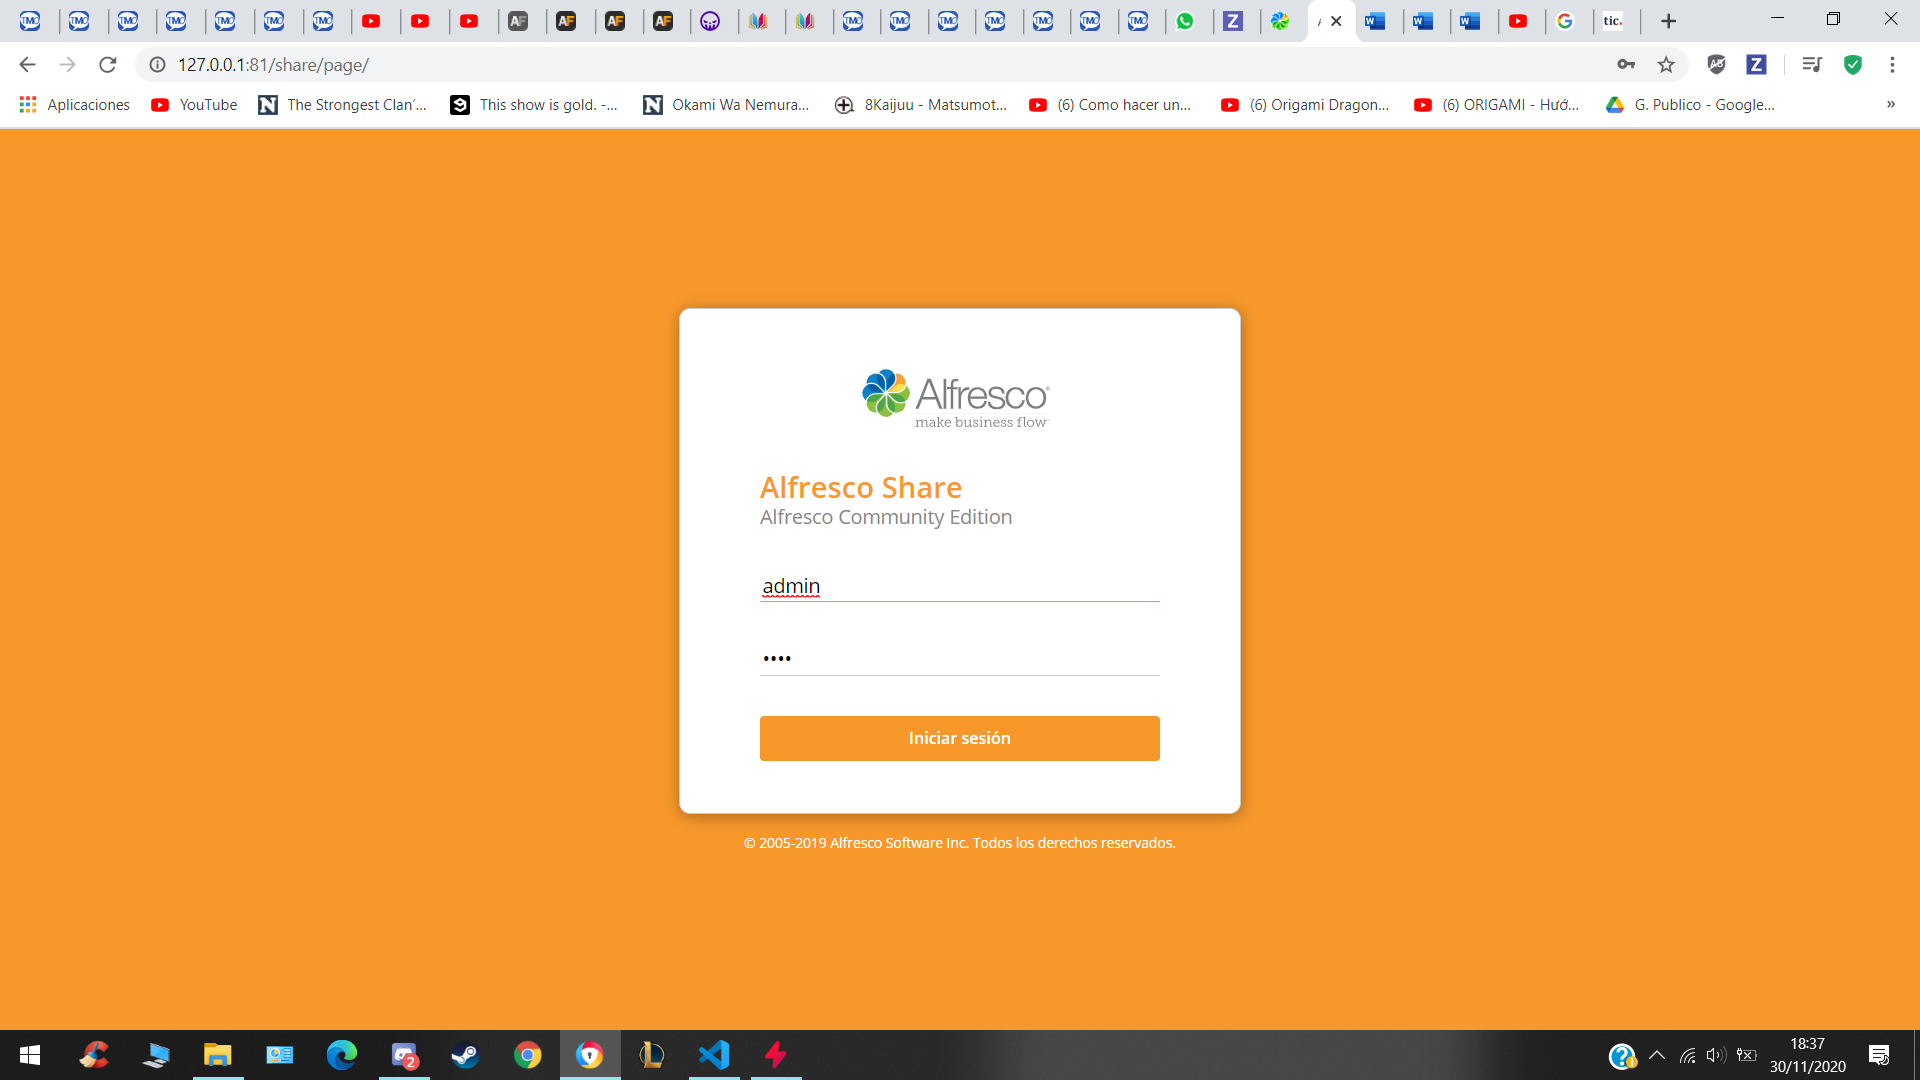 127.0.0.1:81/share/page/
Aplicaciones
YouTube
The Strongest Clan'...
This show is gold. -...
Okami Wa Nemura...
8Kaijuu - Matsumot...
(6) Como hacer un...
(6) Origami Dragon...
(6) ORIGAMI - Hướ...
G. Publico - Google...
»
Alfresco
make business flow
Alfresco Share
Alfresco Community Edition
admin
••••
Iniciar sesión
© 2005-2019 Alfresco Software Inc. Todos los derechos reservados.
2
18:37
30/11/2020